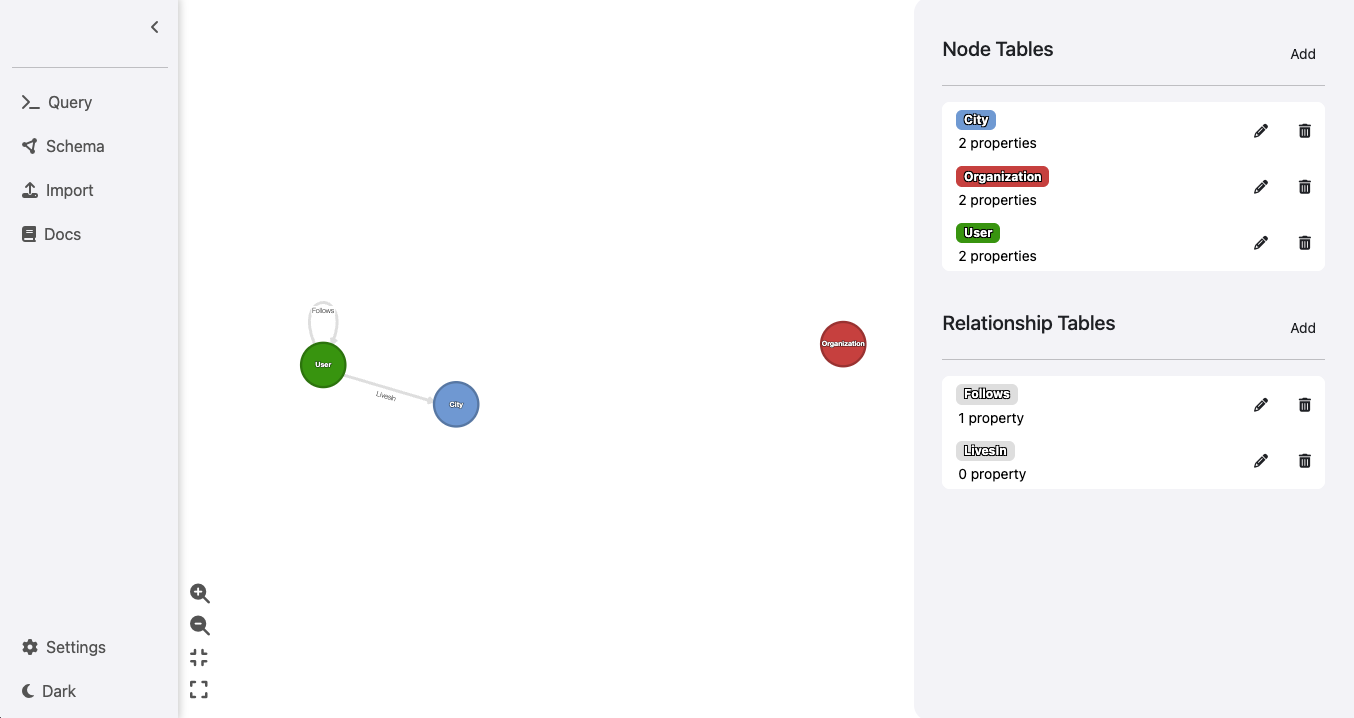 Query
Schema
Import
Docs
Settings
Dark
Follows
User
LivesIn
City
Organization
Node Tables
Add
City
2 properties
Organization
2 properties
User
2 properties
Relationship Tables
Add
Follows
1 property
LivesIn
0 property